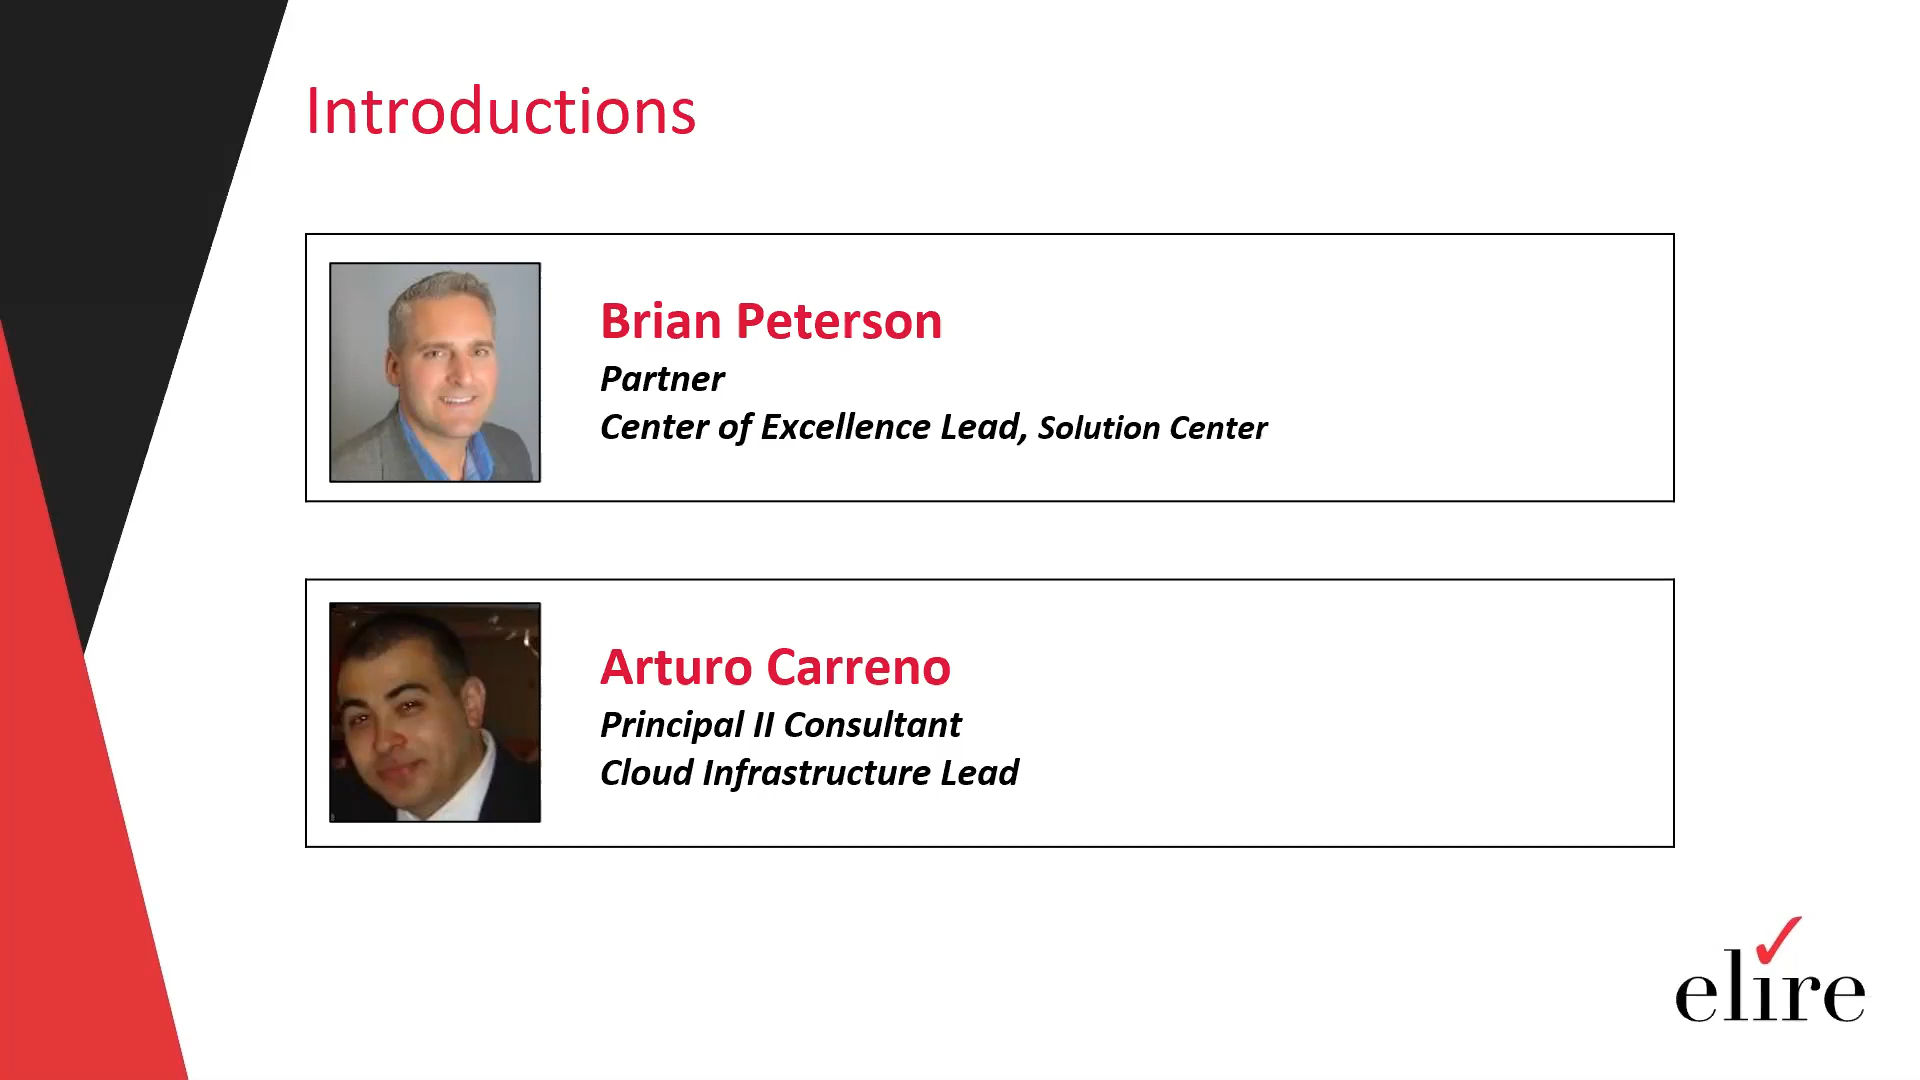 Introductions
Brian Peterson
Partner
Center of Excellence Lead, Solution Center
Arturo Carreno
Principal II Consultant
Cloud Infrastructure Lead
elire